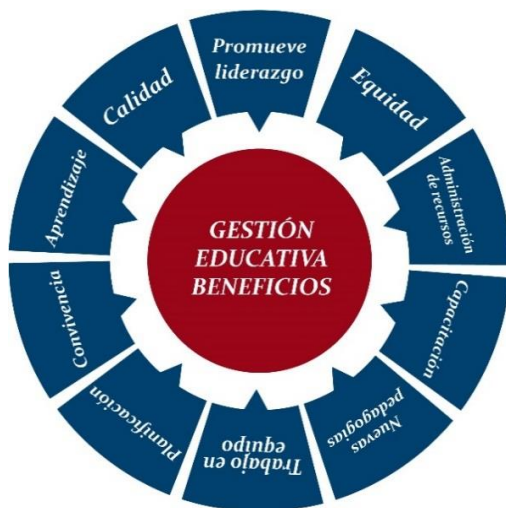 GESTIÓN
EDUCATIVA
BENEFICIOS
Promueve
liderazgo
Equidad
Administración
de recursos
Capacitación
Nuevas
pedagogías
Trabajo en
equipo
Planificación
Convivencia
Aprendizaje
Calidad